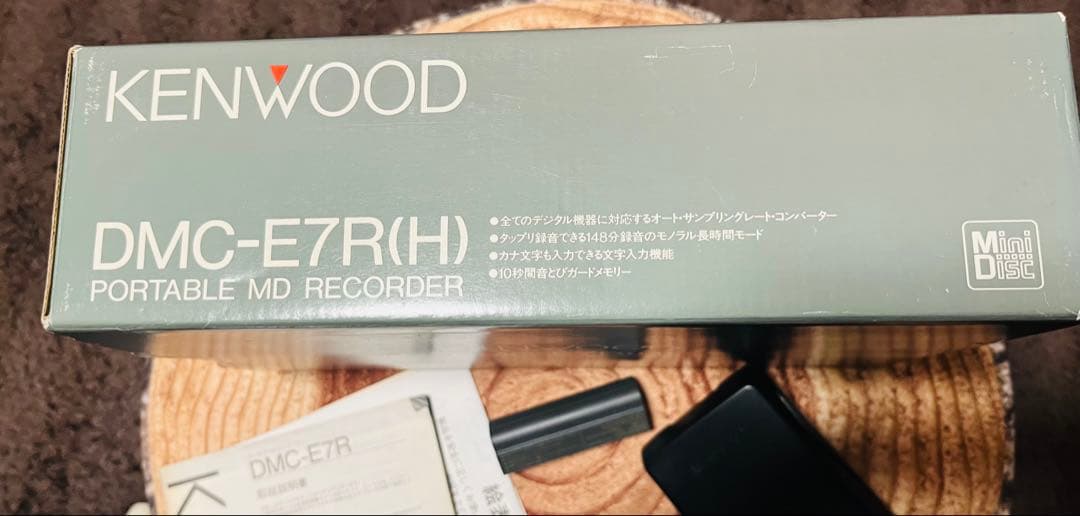 KENWOOD
DMC-E7R(H)
PORTABLE MD RECORDER
●全てのデジタル機器に対応するオート・サンプリングレート・コンバーター
●タップリ録音できる148分録音のモノラル長時間モード
●カナ文字も入力できる文字入力機能
●10秒間音とびガードメモリー
Mini
Disc
DMC-E7R
取扱説明書
K